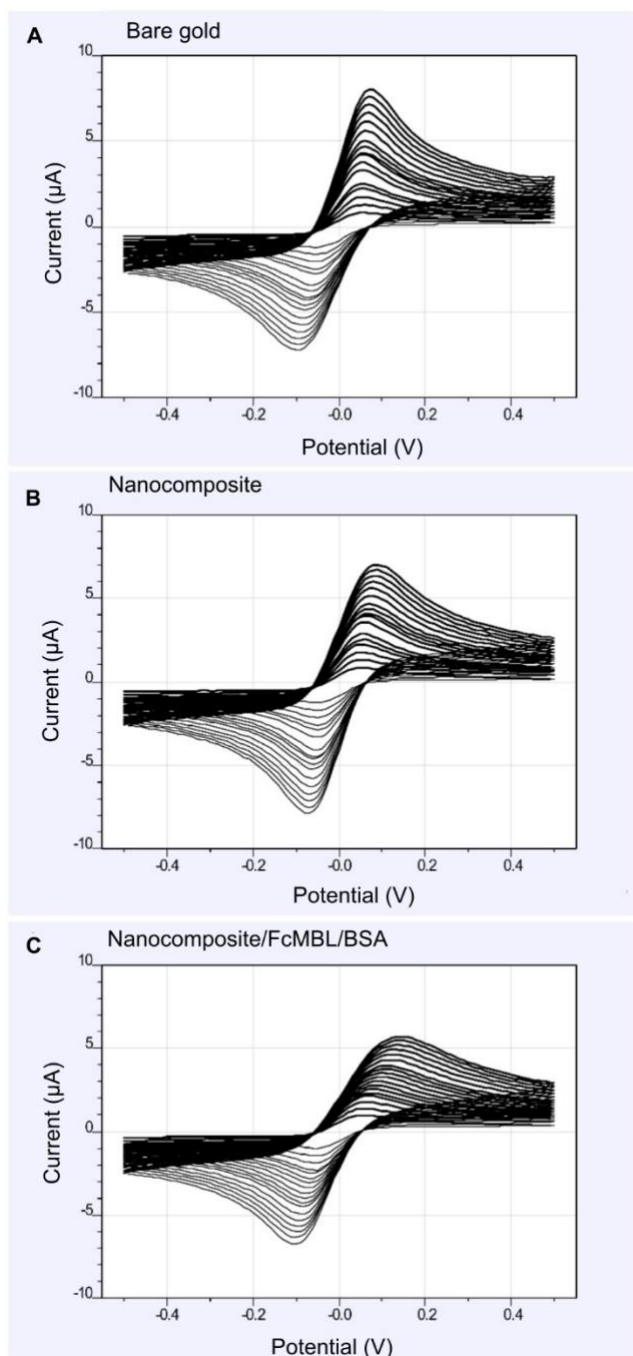 A
Bare gold
10
5
0
-5
-10
Current (µA)
-0.4
-0.2
-0.0
0.2
0.4
Potential (V)
B
Nanocomposite
10
5
0
-5
-10
Current (µA)
-0.4
-0.2
-0.0
0.2
0.4
Potential (V)
C
Nanocomposite/FcMBL/BSA
10
5
0
-5
-10
Current (µA)
-0.4
-0.2
-0.0
0.2
0.4
Potential (V)